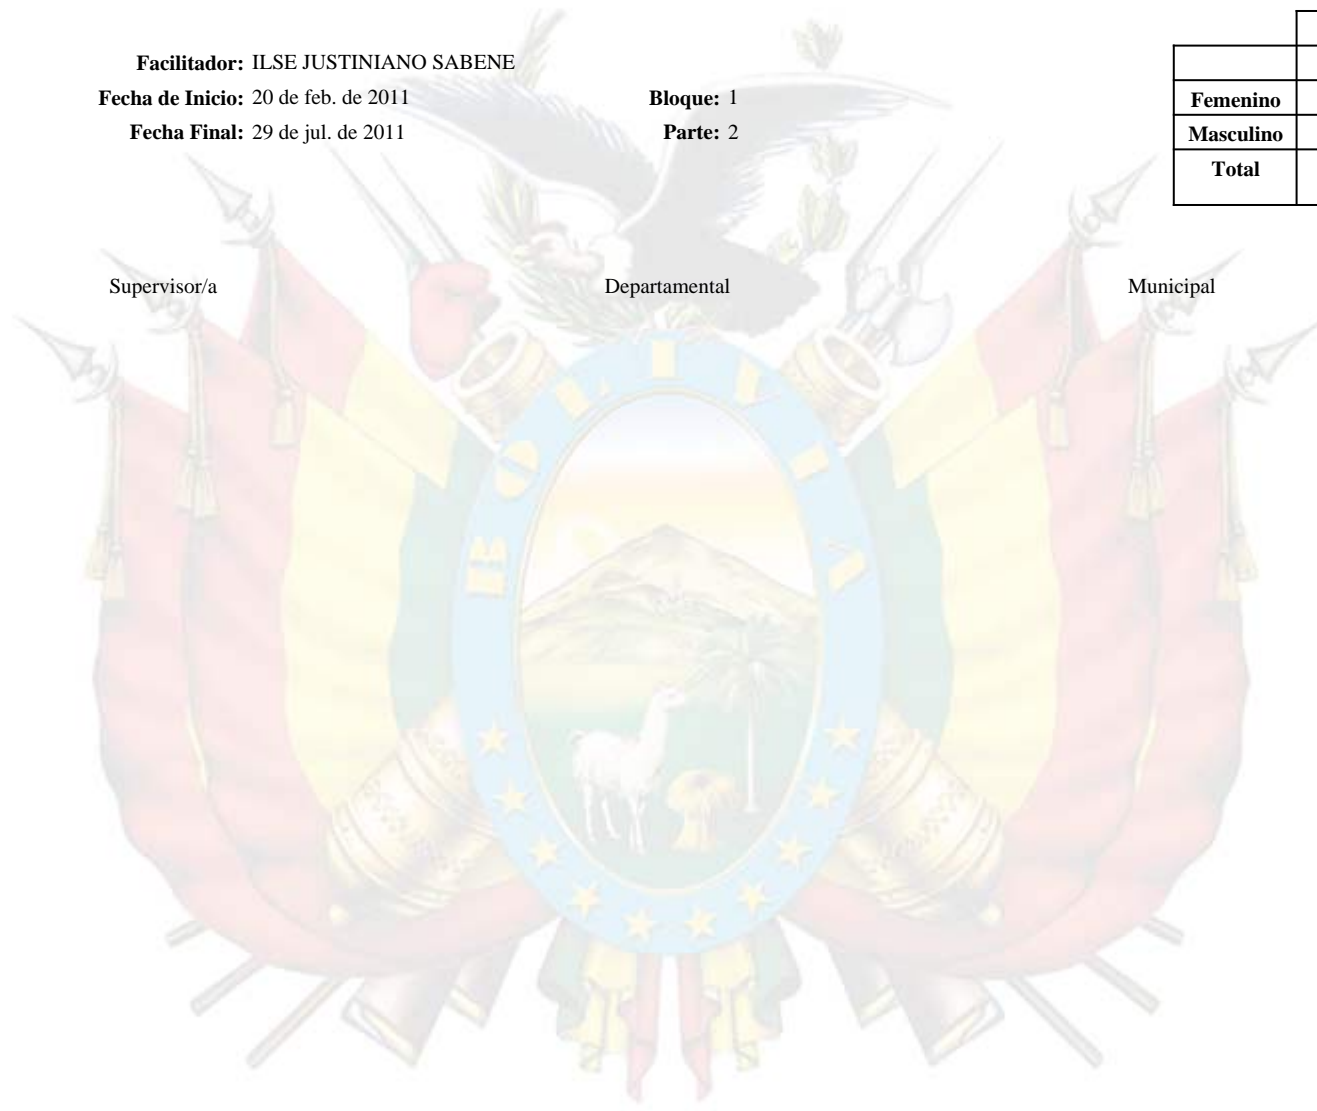 Facilitador: ILSE JUSTINIANO SABENE
Fecha de Inicio: 20 de feb. de 2011 Bloque: 1
Fecha Final: 29 de jul. de 2011 Parte: 2
Femenino
Masculino
Total
Supervisor/a Departamental Municipal
BOLIVIA